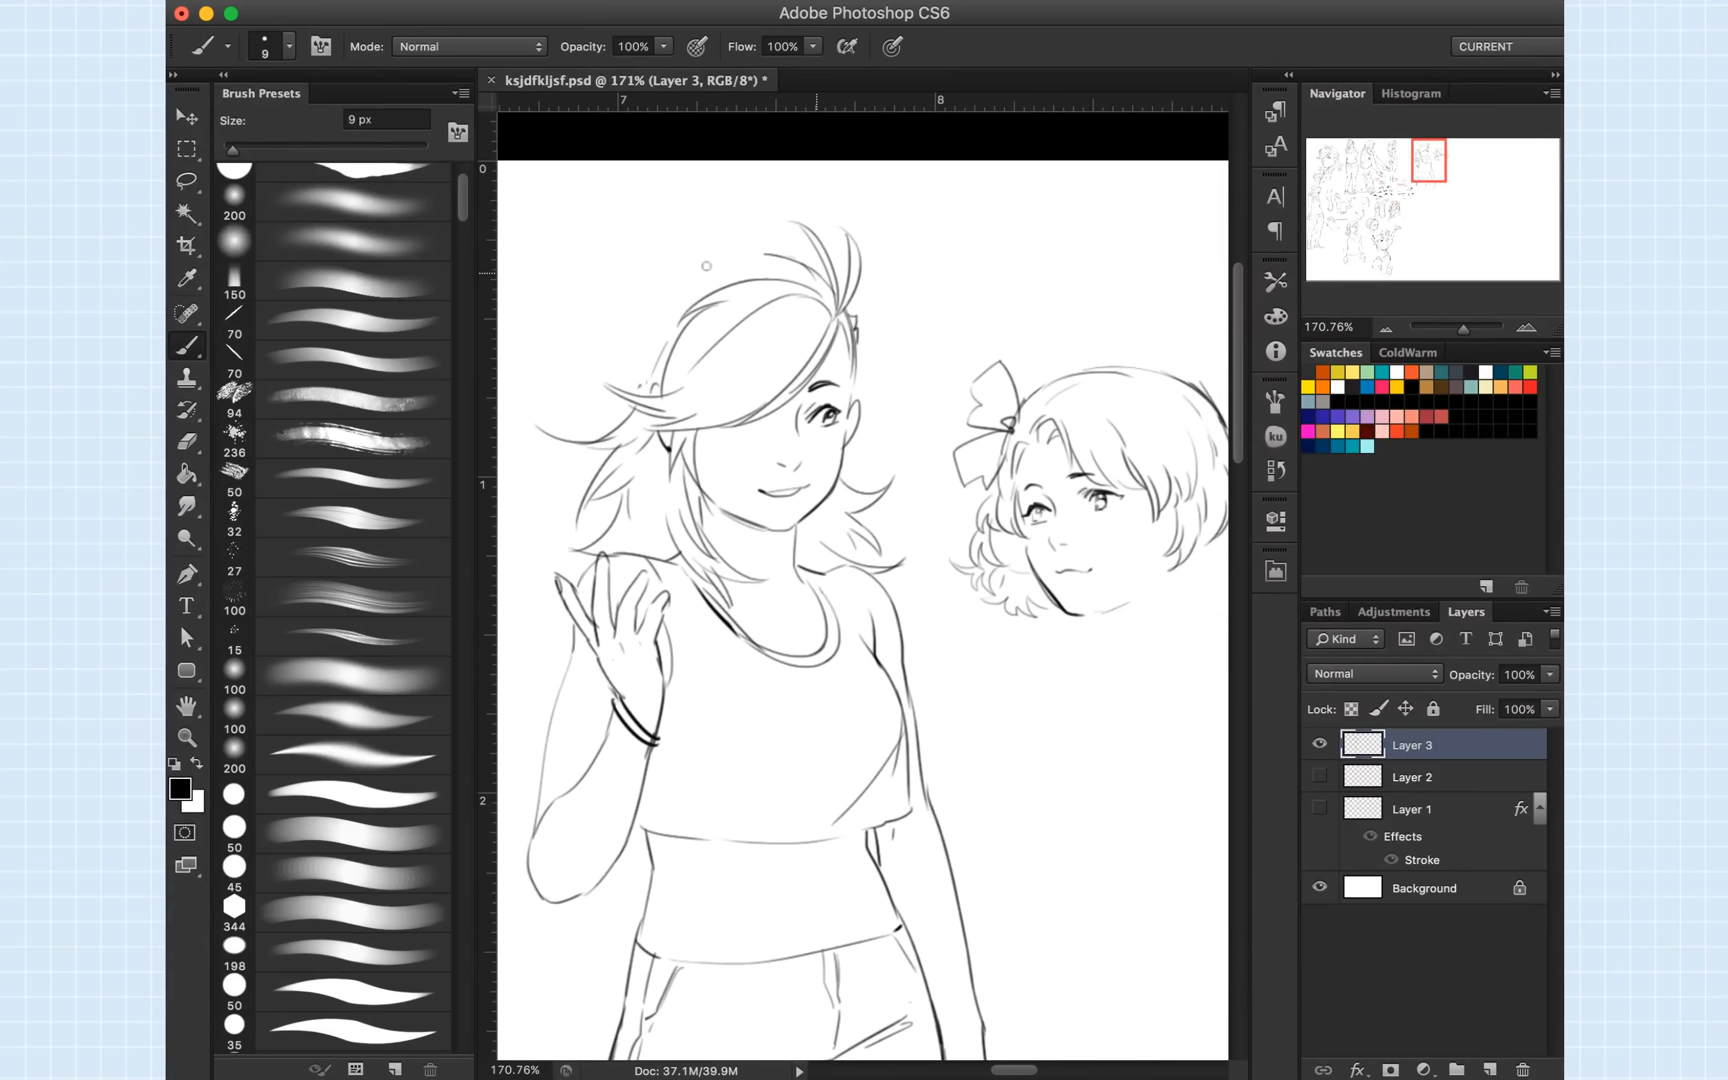 Adobe Photoshop CS6
9
Mode: Normal
Opacity: 100%
Flow: 100%
CURRENT
Brush Presets
Size: 9 px
200
150
70
70
94
236
50
32
27
100
15
100
100
200
50
45
344
198
50
35
T
× ksjdfkljsf.psd @ 171% (Layer 3, RGB/8*) *
7
8
0
1
2
170.76%
Doc: 37.1M/39.9M
A
A
ku
Navigator
Histogram
170.76%
Swatches
ColdWarm
Paths
Adjustments
Layers
Kind
T
Normal
Opacity: 100%
Lock:
Fill: 100%
Layer 3
Layer 2
Layer 1
fx
Effects
Stroke
Background
fx